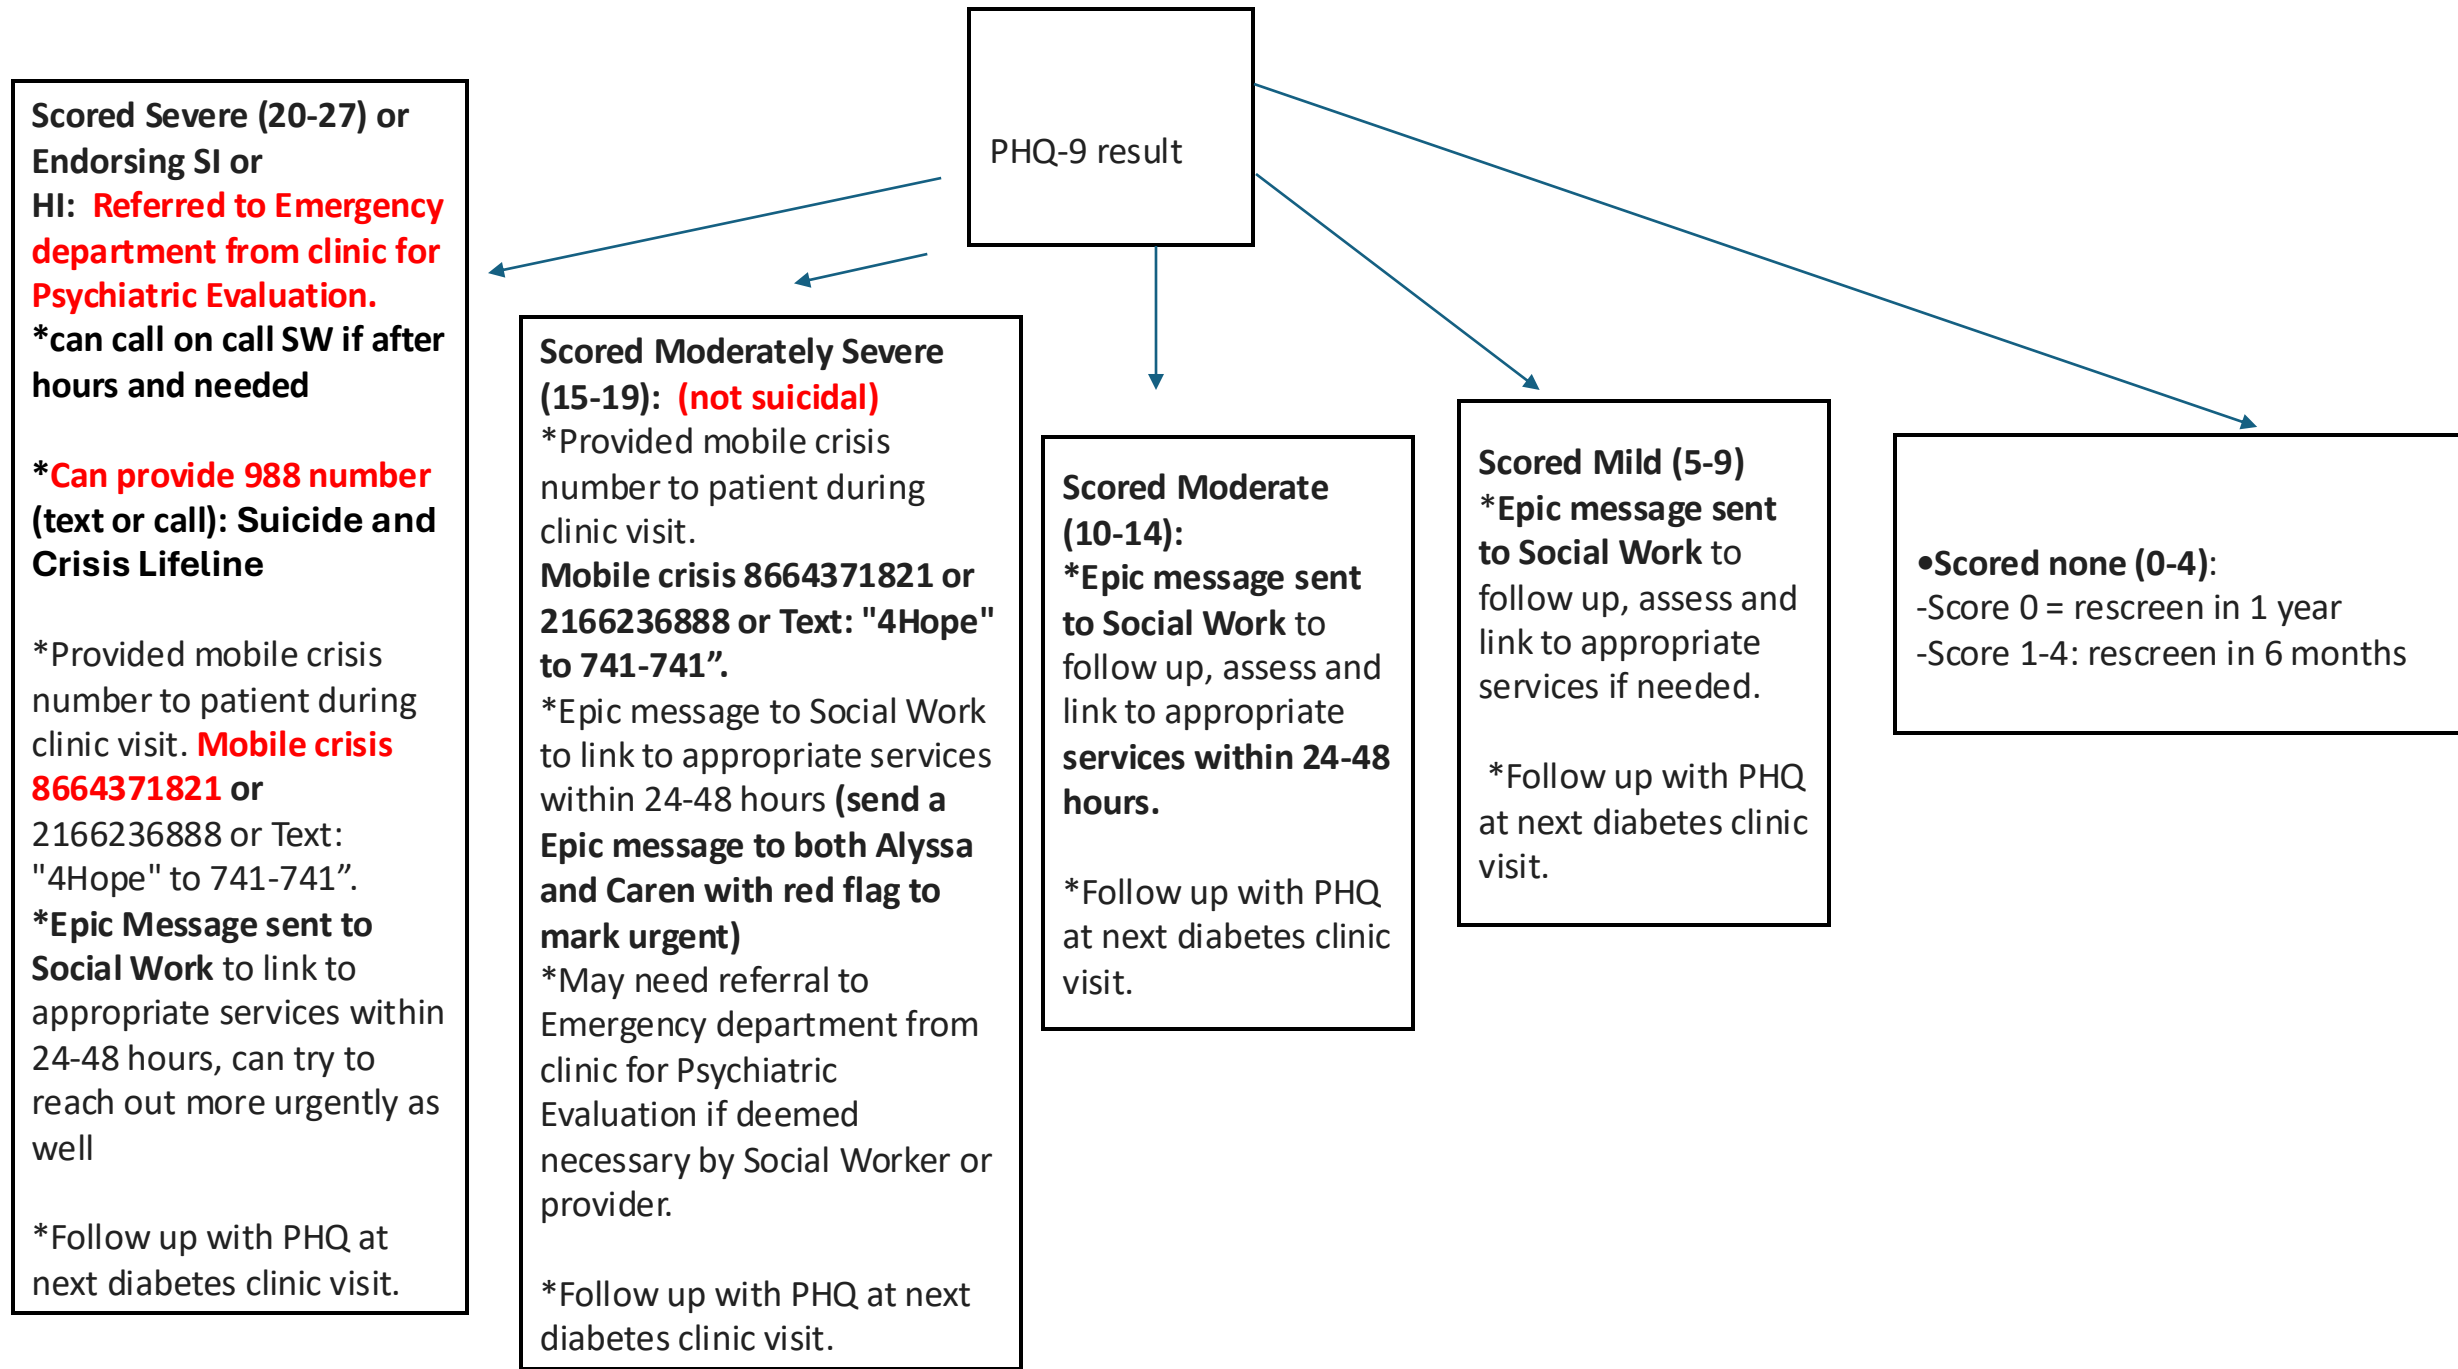 PHQ-9 result
Scored Severe (20-27) or
Endorsing SI or
HI:  Referred to Emergency
department from clinic for
Psychiatric Evaluation.
*can call on call SW if after
hours and needed
*Can provide 988 number
(text or call): Suicide and
Crisis Lifeline
*Provided mobile crisis
number to patient during
clinic visit. Mobile crisis
8664371821 or
2166236888 or Text:
"4Hope" to 741-741”.
*Epic Message sent to
Social Work to link to
appropriate services within
24-48 hours, can try to
reach out more urgently as
well
*Follow up with PHQ at
next diabetes clinic visit.
Scored Moderately Severe
(15-19):  (not suicidal)
*Provided mobile crisis
number to patient during
clinic visit.
Mobile crisis 8664371821 or
2166236888 or Text: "4Hope"
to 741-741”.
*Epic message to Social Work
to link to appropriate services
within 24-48 hours (send a
Epic message to both Alyssa
and Caren with red flag to
mark urgent)
*May need referral to
Emergency department from
clinic for Psychiatric
Evaluation if deemed
necessary by Social Worker or
provider.
*Follow up with PHQ at next
diabetes clinic visit.
Scored Moderate
(10-14):
*Epic message sent
to Social Work to
follow up, assess and
link to appropriate
services within 24-48
hours.
*Follow up with PHQ
at next diabetes clinic
visit.
Scored Mild (5-9)
*Epic message sent
to Social Work to
follow up, assess and
link to appropriate
services if needed.
*Follow up with PHQ
at next diabetes clinic
visit.
•Scored none (0-4):
-Score 0 = rescreen in 1 year
-Score 1-4: rescreen in 6 months